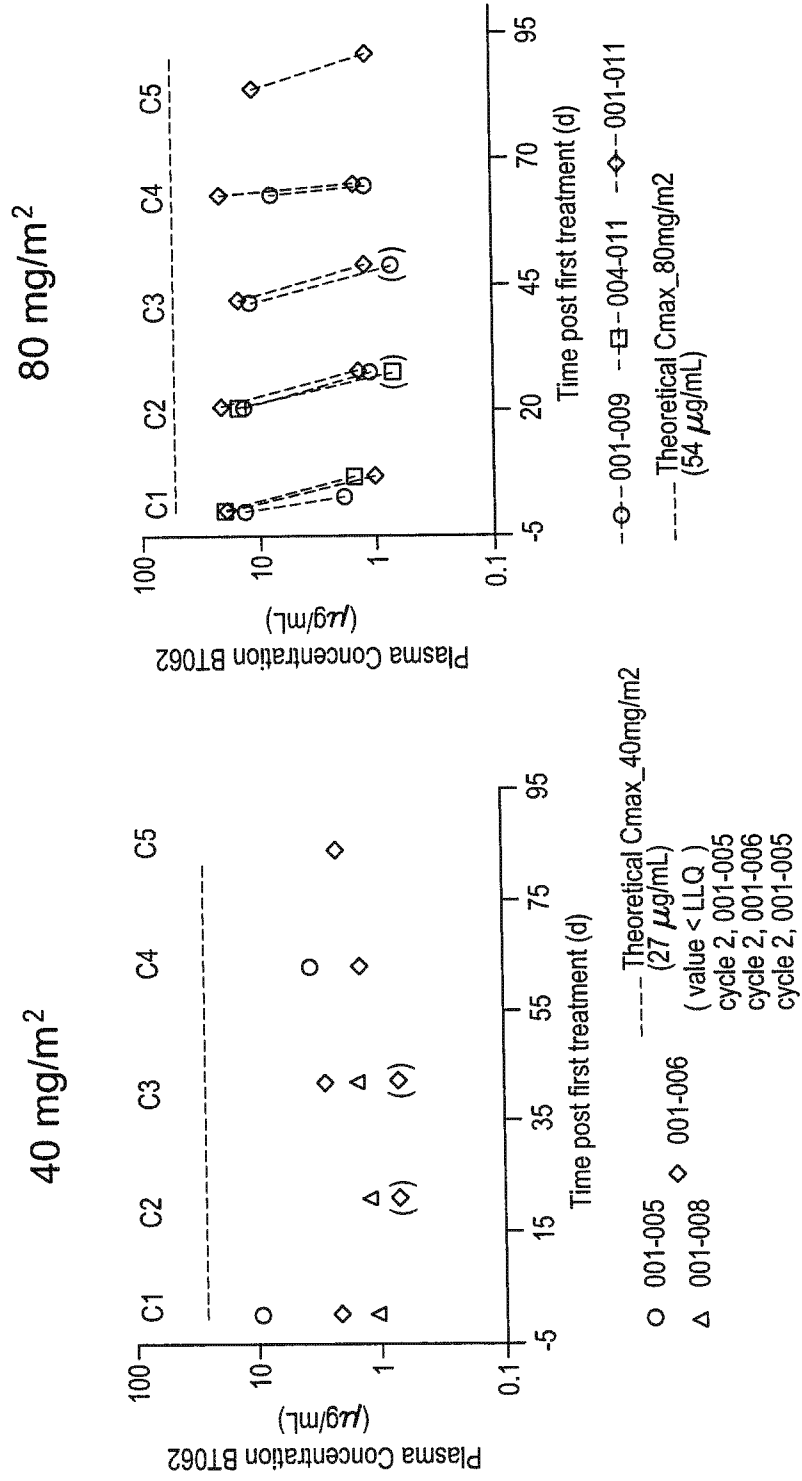 40 mg/m²
C1 C2 C3 C4 C5
100
10
1
0.1
Plasma Concentration BT062
(µg/mL)
-5 15 35 55 75 95
Time post first treatment (d)
001-005
001-006
001-008
Theoretical Cmax_40mg/m2
(27 µg/mL)
( value < LLQ )
cycle 2, 001-005
cycle 2, 001-006
cycle 2, 001-005
80 mg/m²
C1 C2 C3 C4 C5
100
10
1
0.1
Plasma Concentration BT062
(µg/mL)
-5 20 45 70 95
Time post first treatment (d)
001-009 004-011 001-011
Theoretical Cmax_80mg/m2
(54 µg/mL)